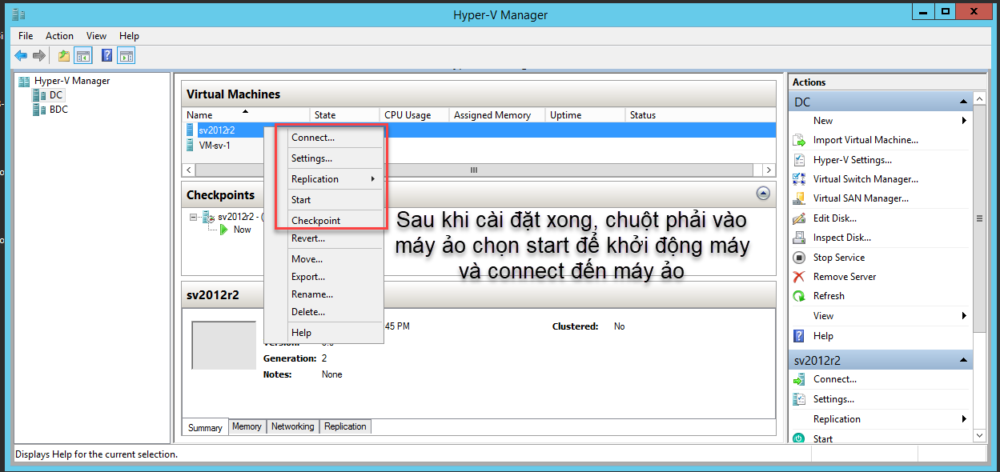 Hyper-V Manager
File Action View Help
Hyper-V Manager
DC
BDC
Virtual Machines
Name State CPU Usage Assigned Memory Uptime Status
sv2012r2
VM-sv-1
Connect...
Settings...
Replication
Start
Checkpoint
Revert...
Move...
Export...
Rename...
Delete...
Help
Checkpoints
sv2012r2 - (
Now
Sau khi cài đặt xong, chuột phải vào
máy ảo chọn start để khởi động máy
và connect đến máy ảo
sv2012r2
45 PM Clustered: No
Generation: 2
Notes: None
Summary Memory Networking Replication
Actions
DC
New
Import Virtual Machine...
Hyper-V Settings...
Virtual Switch Manager...
Virtual SAN Manager...
Edit Disk...
Inspect Disk...
Stop Service
Remove Server
Refresh
View
Help
sv2012r2
Connect...
Settings...
Replication
Start
Displays Help for the current selection.